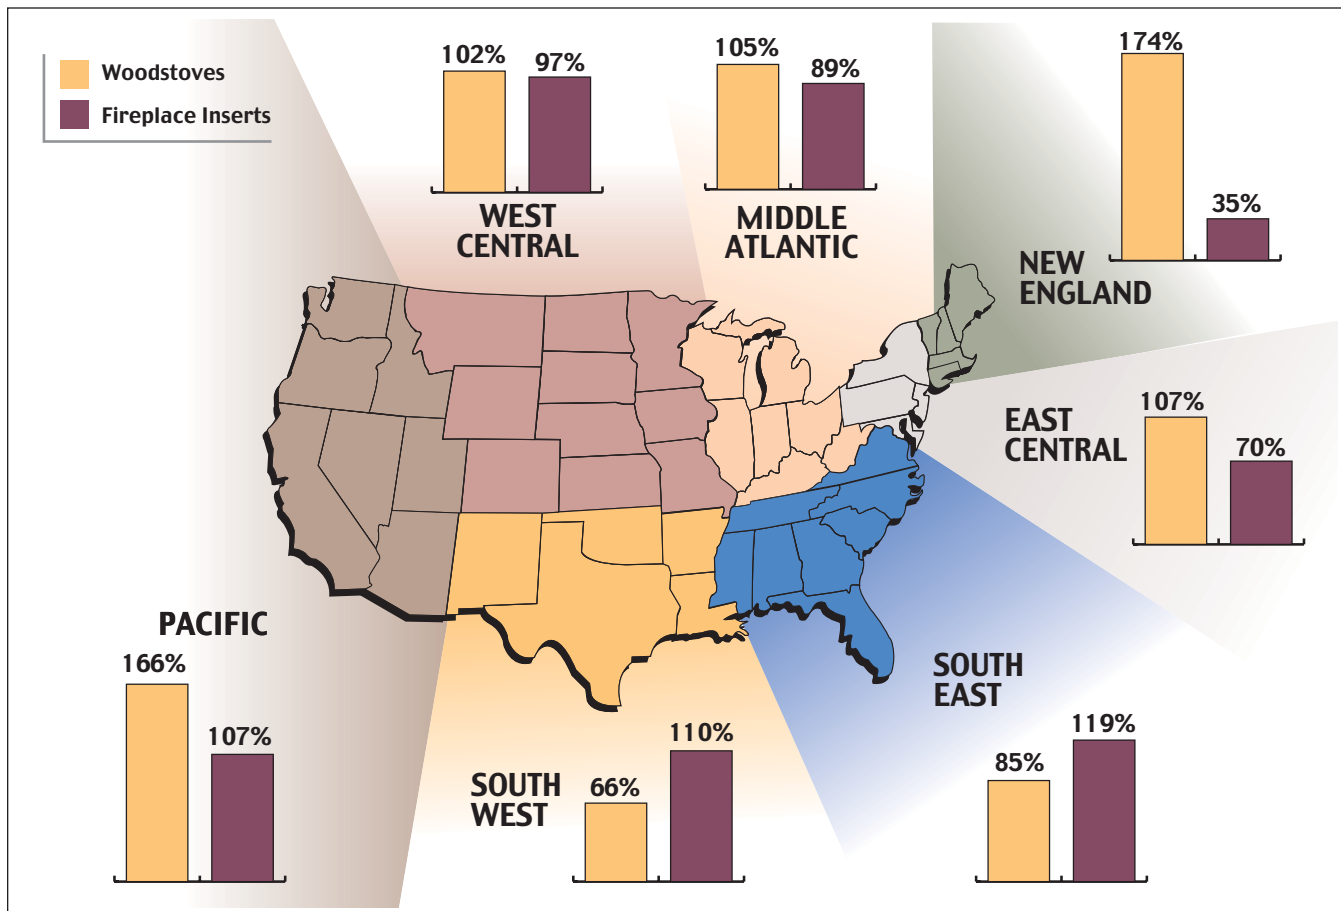 Woodstoves
Fireplace Inserts
102%
97%
WEST
CENTRAL
105%
89%
MIDDLE
ATLANTIC
174%
35%
NEW
ENGLAND
107%
70%
EAST
CENTRAL
PACIFIC
166%
107%
SOUTH
WEST
66%
110%
SOUTH
EAST
85%
119%